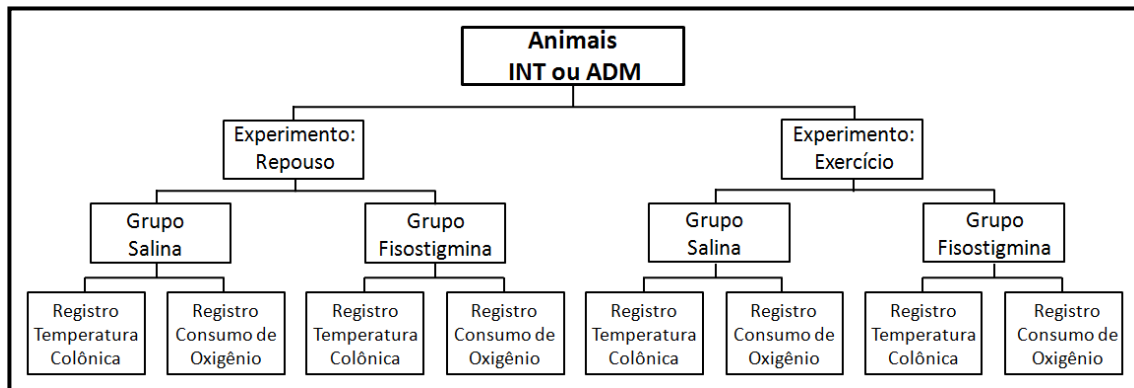 Animais
INT ou ADM
Experimento:
Repouso
Experimento:
Exercício
Grupo
Salina
Grupo
Fisostigmina
Grupo
Salina
Grupo
Fisostigmina
Registro
Temperatura
Colônica
Registro
Consumo de
Oxigênio
Registro
Temperatura
Colônica
Registro
Consumo de
Oxigênio
Registro
Temperatura
Colônica
Registro
Consumo de
Oxigênio
Registro
Temperatura
Colônica
Registro
Consumo de
Oxigênio